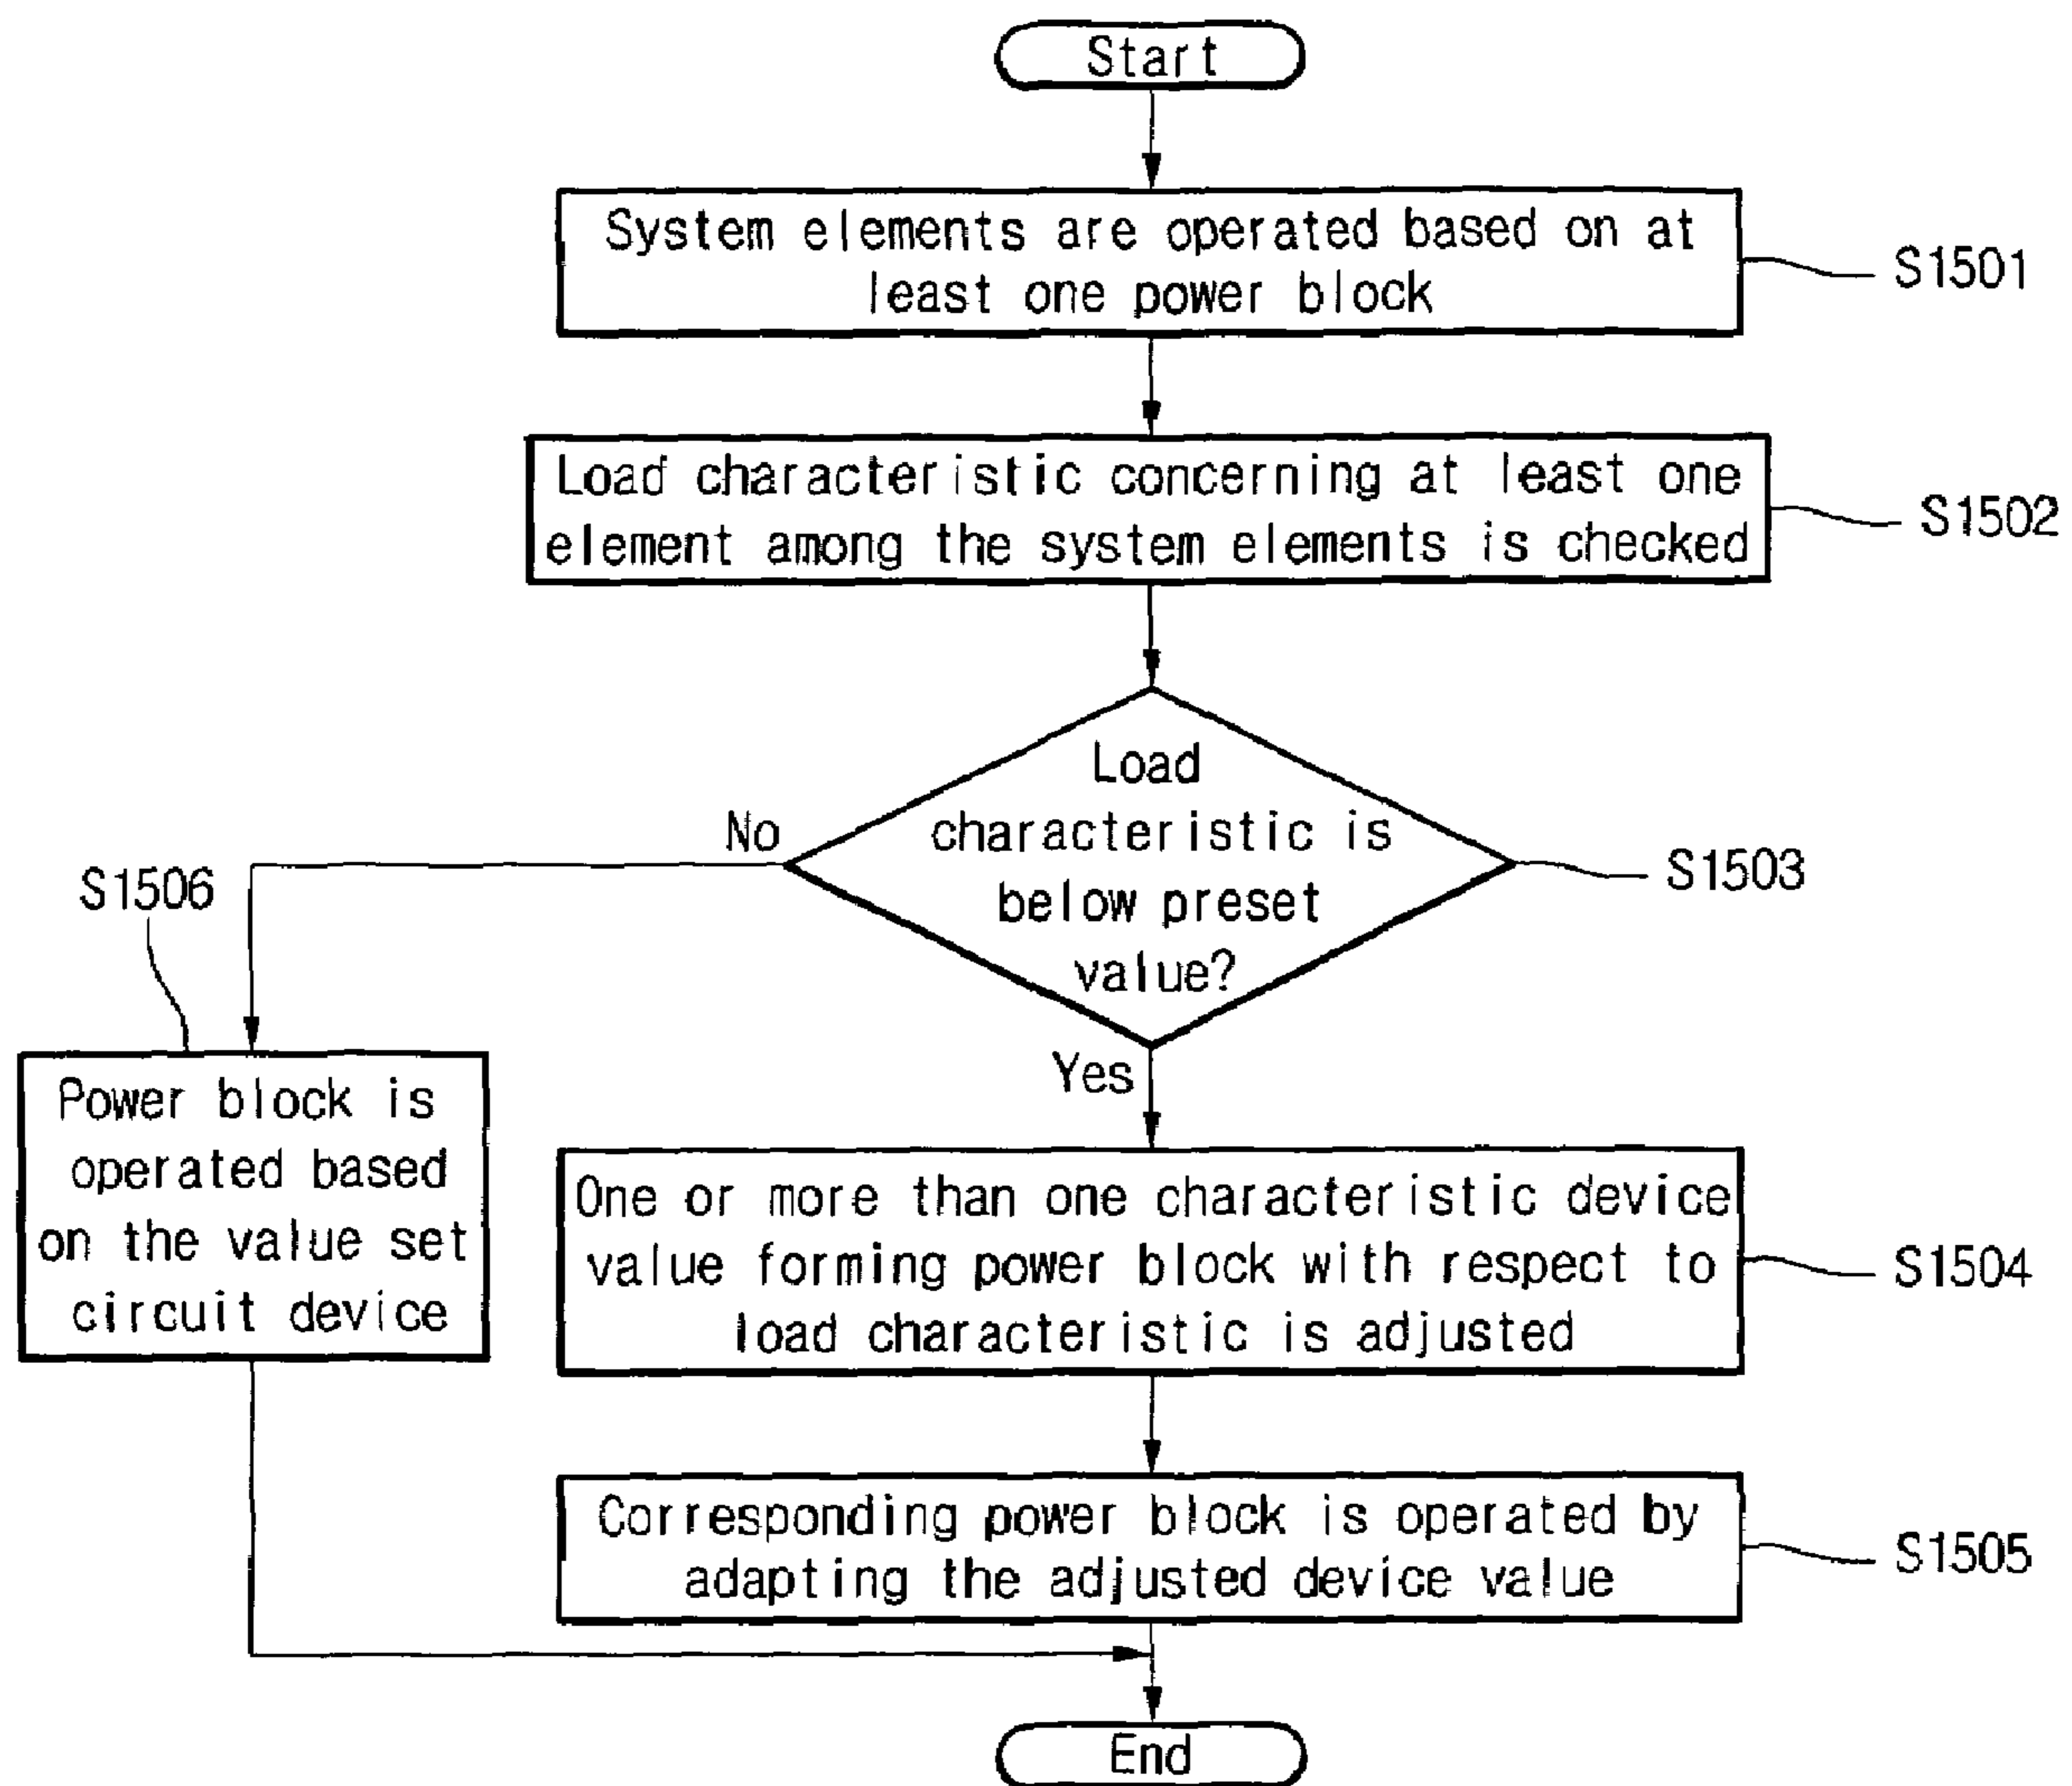 Start
System elements are operated based on at
least one power block
S1501
Load characteristic concerning at least one
element among the system elements is checked
S1502
Load
characteristic is
below preset
value?
S1503
No
S1506
Yes
Power block is
operated based
on the value set
circuit device
One or more than one characteristic device
value forming power block with respect to
load characteristic is adjusted
S1504
Corresponding power block is operated by
adapting the adjusted device value
S1505
End